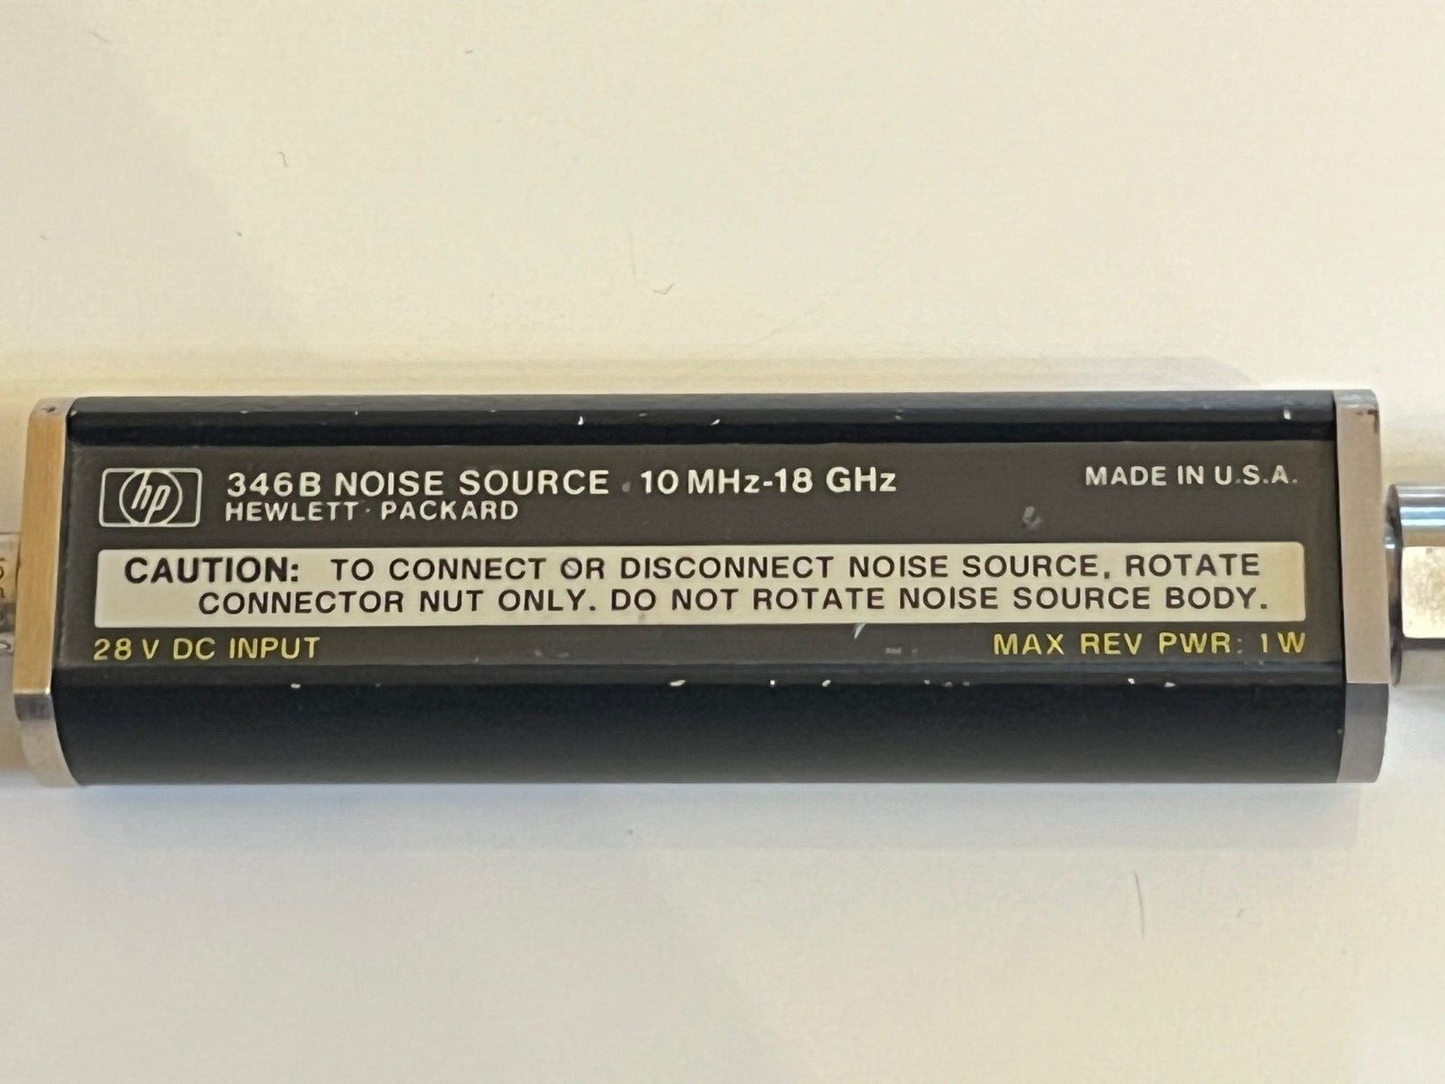 hp
346B NOISE SOURCE 10 MHz-18 GHz
HEWLETT · PACKARD
MADE IN U.S.A.
CAUTION: TO CONNECT OR DISCONNECT NOISE SOURCE, ROTATE
CONNECTOR NUT ONLY. DO NOT ROTATE NOISE SOURCE BODY.
28 V DC INPUT
MAX REV PWR: 1 W